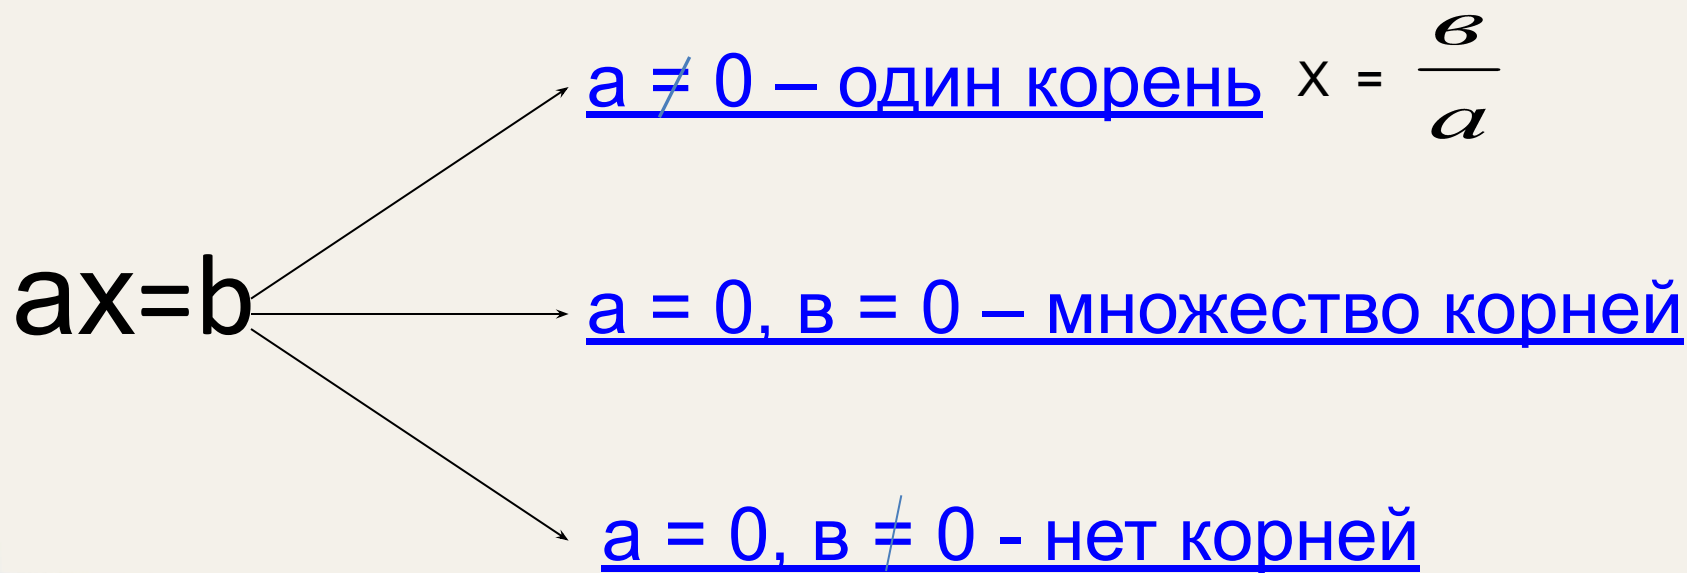 a ≠ 0 – один корень х = в/а
ax=b
a = 0, в = 0 – множество корней
a = 0, в ≠ 0 - нет корней